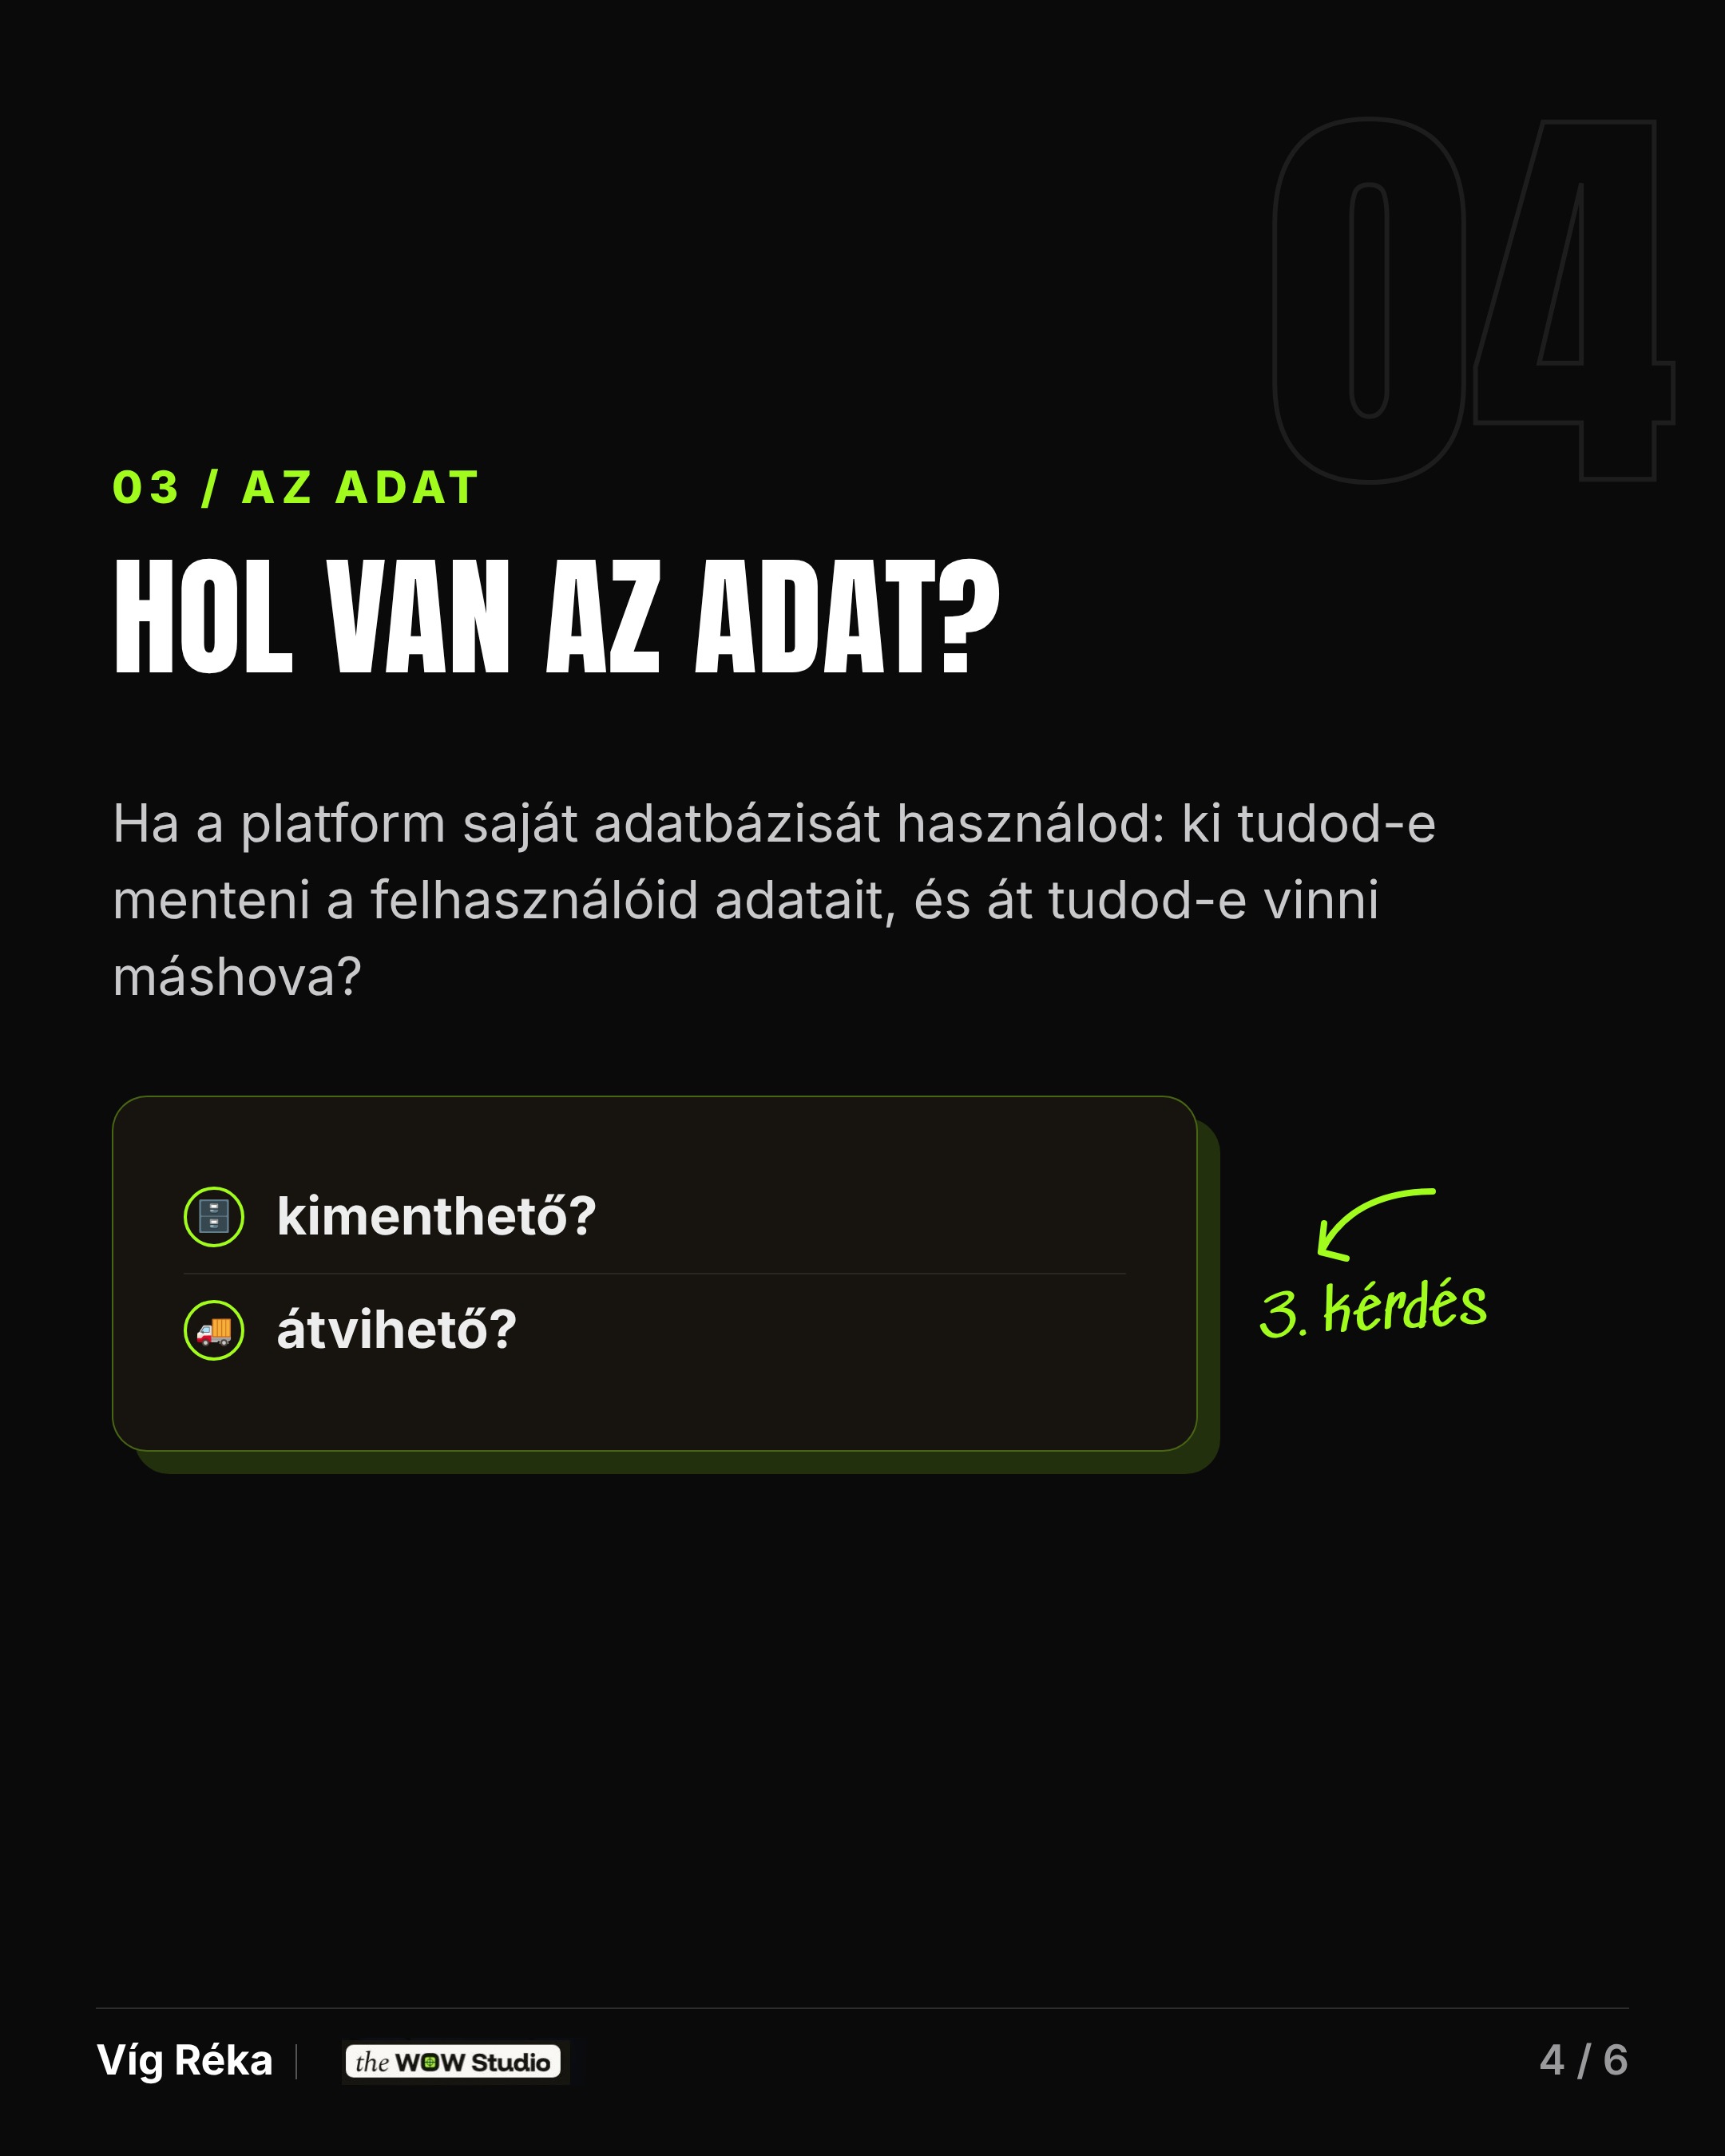 04
03 / AZ ADAT
HOL VAN AZ ADAT?
Ha a platform saját adatbázisát használod: ki tudod-e
menteni a felhasználóid adatait, és át tudod-e vinni
máshova?
kimenthető?
átvihető?
3. kérdés
Víg Réka
the WOW Studio
4 / 6